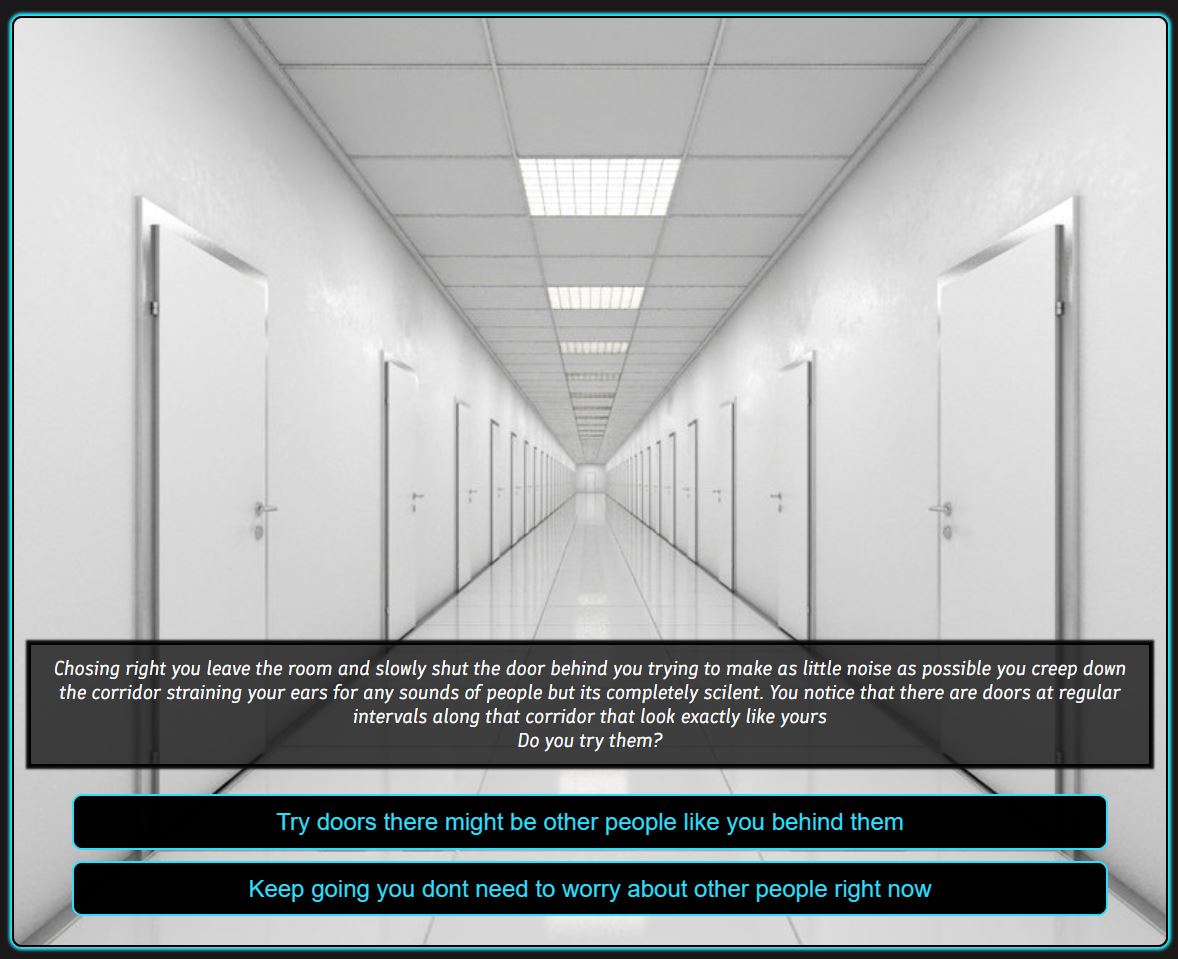 Chosing right you leave the room and slowly shut the door behind you trying to make as little noise as possible you creep down
the corridor straining your ears for any sounds of people but its completely scilent. You notice that there are doors at regular
intervals along that corridor that look exactly like yours
Do you try them?
Try doors there might be other people like you behind them
Keep going you dont need to worry about other people right now